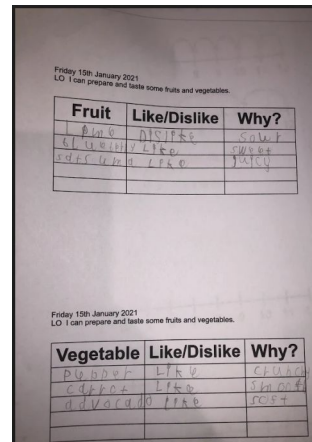 Friday 15th January 2021
LO I can prepare and taste some fruits and vegetables.
Fruit Like/Dislike Why?
lime Dislike sour
bluberry Like sweet
satsuma Like juicy
Friday 15th January 2021
LO I can prepare and taste some fruits and vegetables.
Vegetable Like/Dislike Why?
pepper Like crunchy
carrot Like smooth
advocado like soft